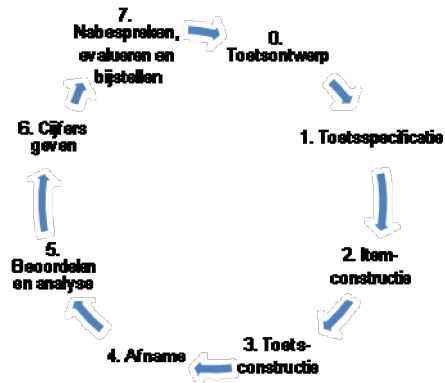 0.
Toetsontwerp
1. Toetsspecificatie
2. Item-
constructie
3. Toets-
constructie
4. Afname
5.
Beoordelen
en analyse
6. Cijfers
geven
7.
Nabespreken,
evalueren en
bijstellen